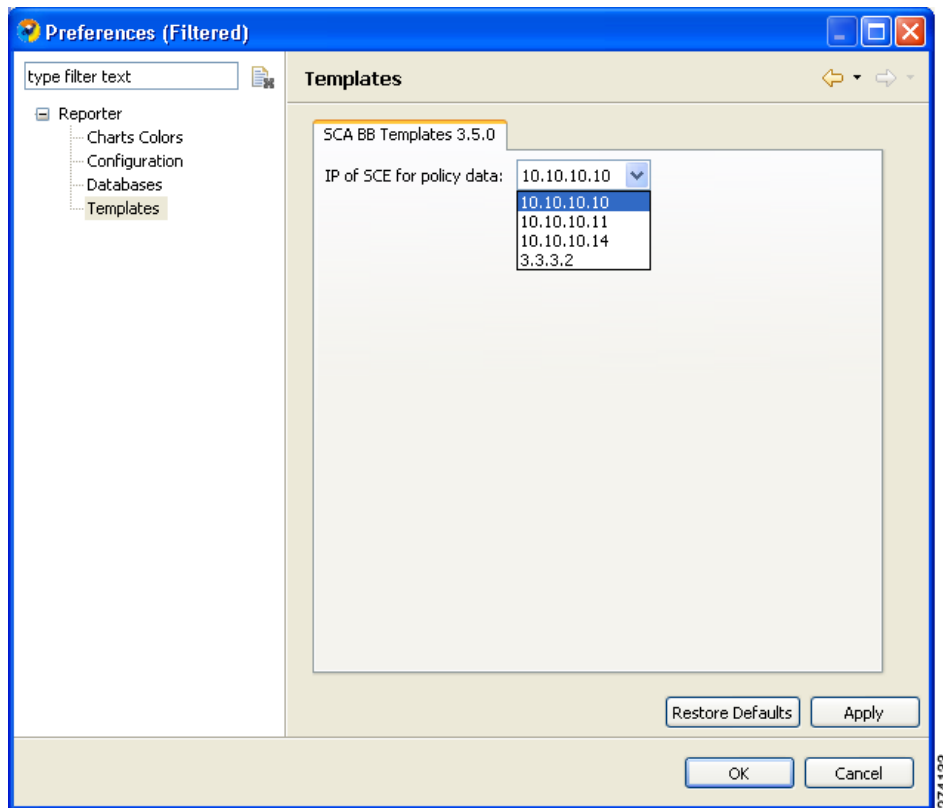 Preferences (Filtered)
type filter text
Templates
Reporter
Charts Colors
Configuration
Databases
Templates
SCA BB Templates 3.5.0
IP of SCE for policy data: 10.10.10.10
10.10.10.10
10.10.10.11
10.10.10.14
3.3.3.2
Restore Defaults Apply
OK Cancel